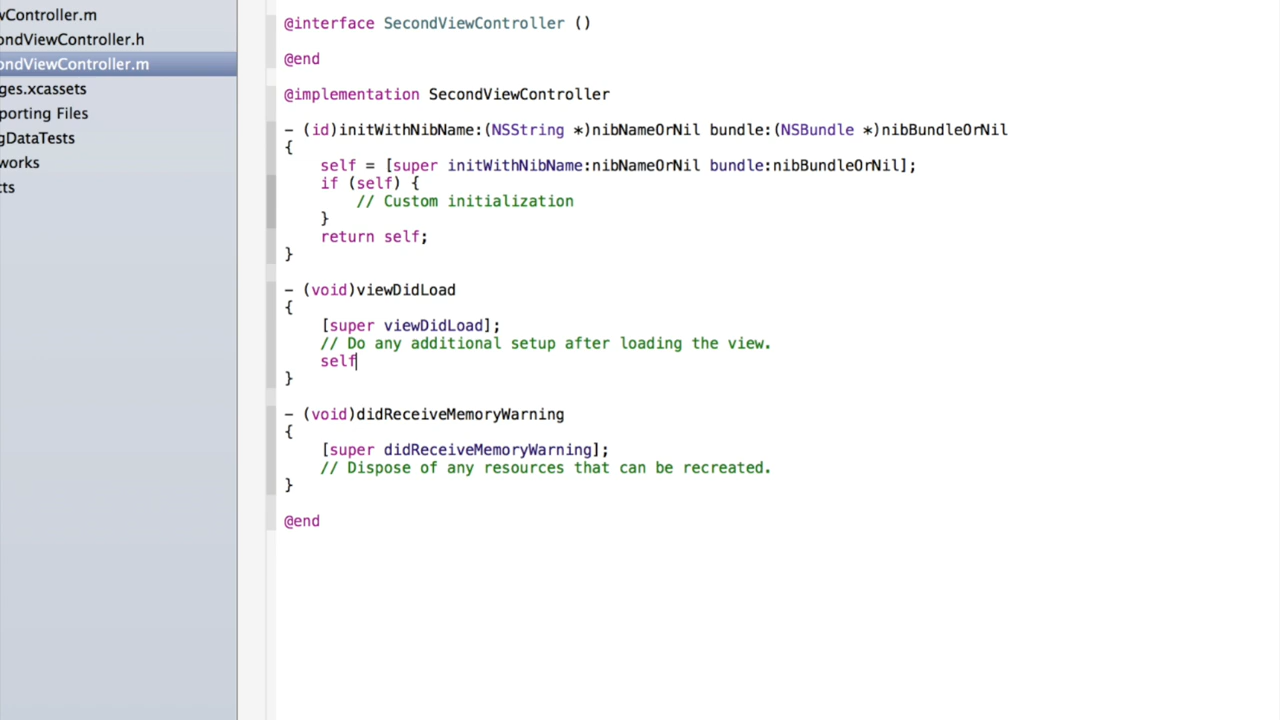 wController.m
ondViewController.h
ondViewController.m
ges.xcassets
porting Files
gDataTests
works
cts
@interface SecondViewController ()
@end
@implementation SecondViewController
- (id)initWithNibName:(NSString *)nibNameOrNil bundle:(NSBundle *)nibBundleOrNil
{
self = [super initWithNibName:nibNameOrNil bundle:nibBundleOrNil];
if (self) {
// Custom initialization
}
return self;
}
- (void)viewDidLoad
{
[super viewDidLoad];
// Do any additional setup after loading the view.
self
}
- (void)didReceiveMemoryWarning
{
[super didReceiveMemoryWarning];
// Dispose of any resources that can be recreated.
}
@end